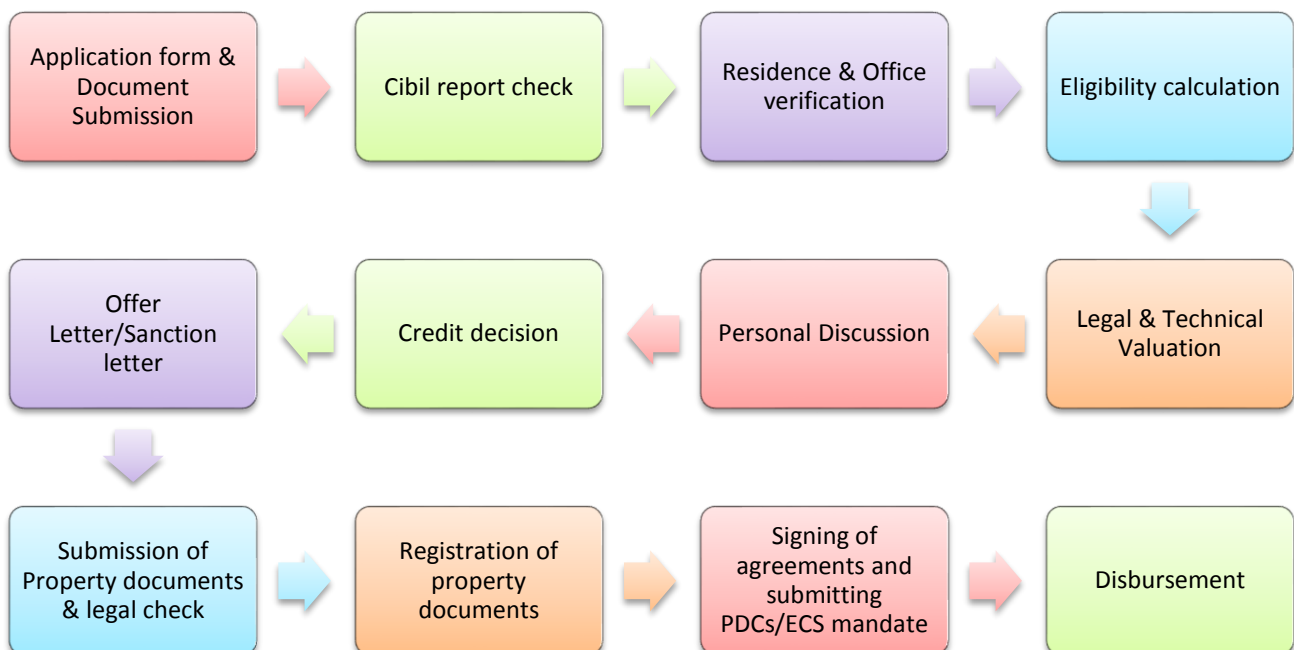 Application form &
Document
Submission
Cibil report check
Residence & Office
verification
Eligibility calculation
Legal & Technical
Valuation
Personal Discussion
Credit decision
Offer
Letter/Sanction
letter
Submission of
Property documents
& legal check
Registration of
property
documents
Signing of
agreements and
submitting
PDCs/ECS mandate
Disbursement